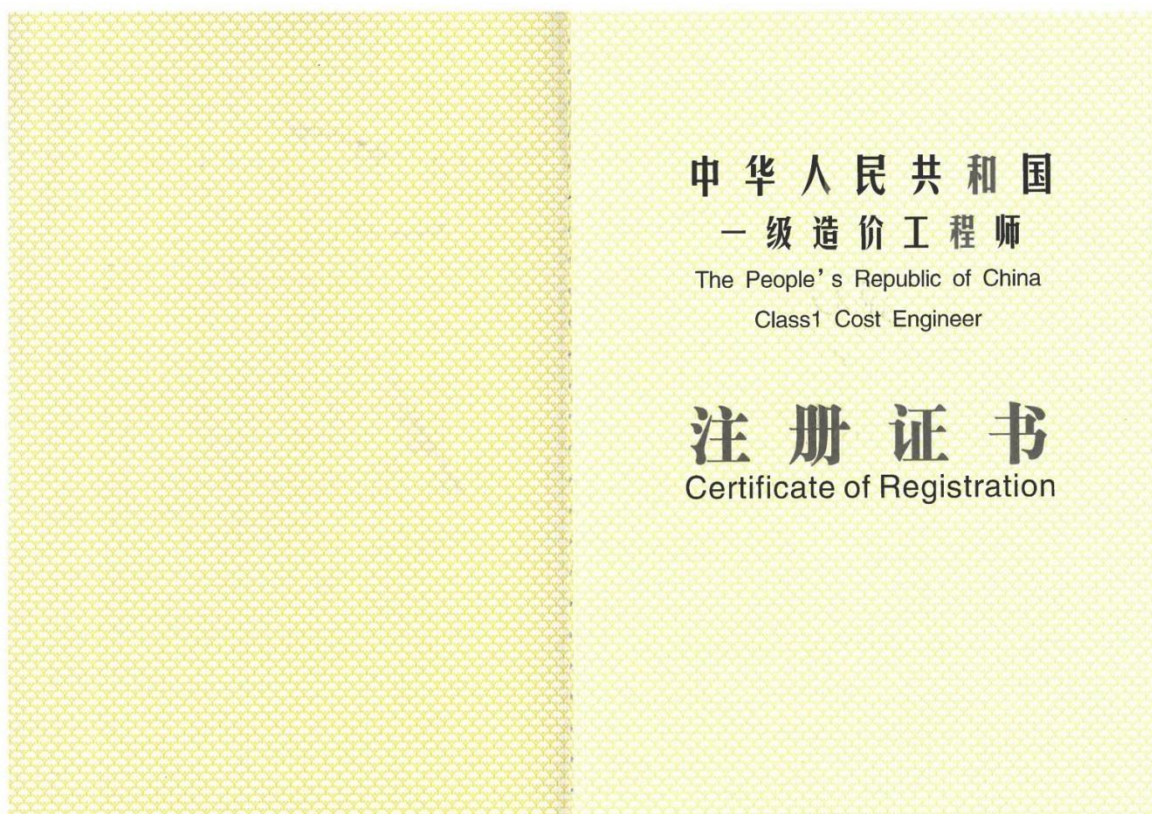 中华人民共和国
一级造价工程师
The People's Republic of China
Class1 Cost Engineer
注册证书
Certificate of Registration